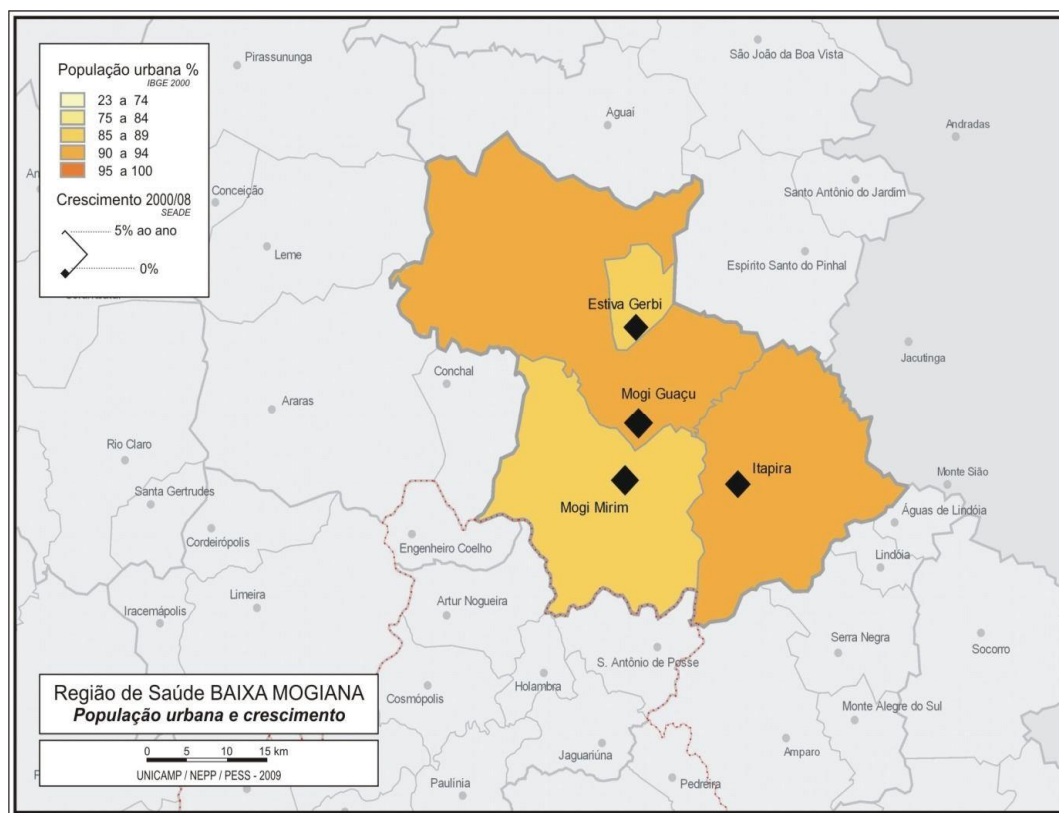 População urbana %
IBGE 2000
23 a 74
75 a 84
85 a 89
90 a 94
95 a 100
Crescimento 2000/08
SEADE
5% ao ano
0%
Pirassununga
São João da Boa Vista
Aguaí
Andradas
Conceição
Santo Antônio do Jardim
Leme
Espírito Santo do Pinhal
Estiva Gerbi
Jacutinga
Conchal
Mogi Guaçu
Araras
Rio Claro
Itapira
Monte Sião
Santa Gertrudes
Mogi Mirim
Águas de Lindóia
Cordeirópolis
Engenheiro Coelho
Lindóia
Iracemápolis
Limeira
Artur Nogueira
Serra Negra
Socorro
S. Antônio de Posse
Holambra
Cosmópolis
Monte Alegre do Sul
Jaguariúna
Amparo
Paulínia
Pedreira
Região de Saúde BAIXA MOGIANA
População urbana e crescimento
0 5 10 15 km
UNICAMP / NEPP / PESS - 2009